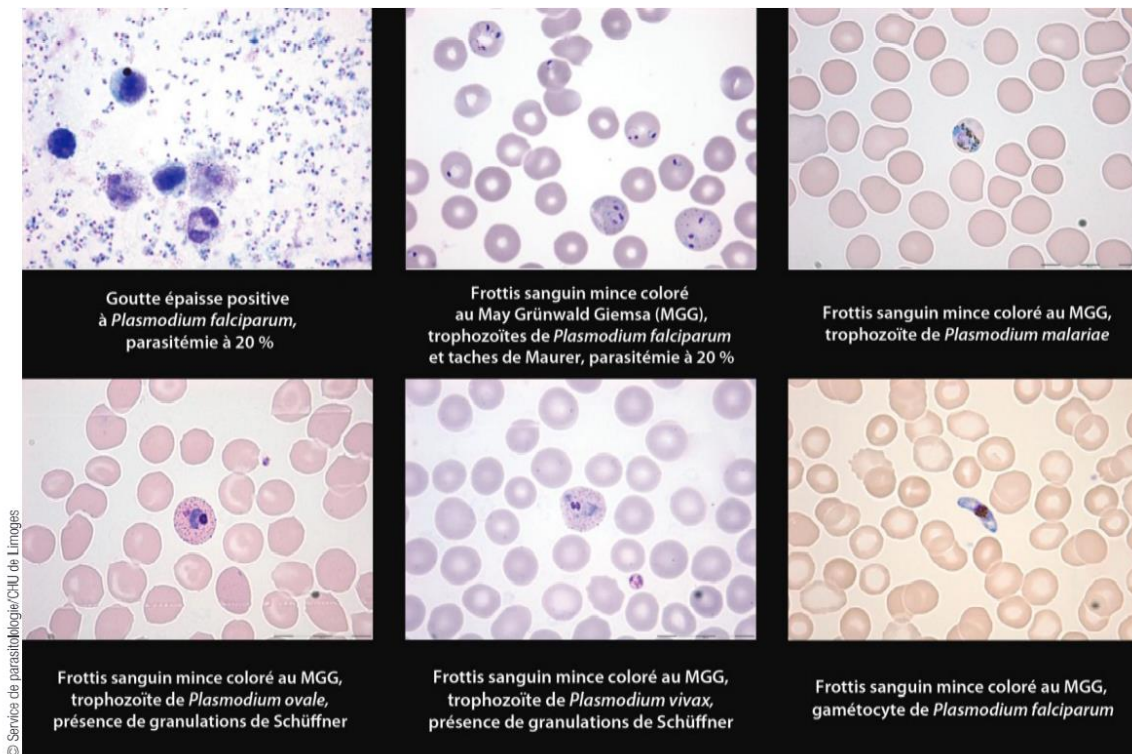 Goutte épaisse positive
à Plasmodium falciparum,
parasitémie à 20 %
Frottis sanguin mince coloré
au May Grünwald Giemsa (MGG),
trophozoïtes de Plasmodium falciparum
et taches de Maurer, parasitémie à 20 %
Frottis sanguin mince coloré au MGG,
trophozoïte de Plasmodium malariae
Frottis sanguin mince coloré au MGG,
trophozoïte de Plasmodium ovale,
présence de granulations de Schüffner
Frottis sanguin mince coloré au MGG,
trophozoïte de Plasmodium vivax,
présence de granulations de Schüffner
Frottis sanguin mince coloré au MGG,
gamétocyte de Plasmodium falciparum
© Service de parasitologie/CHU de Limoges